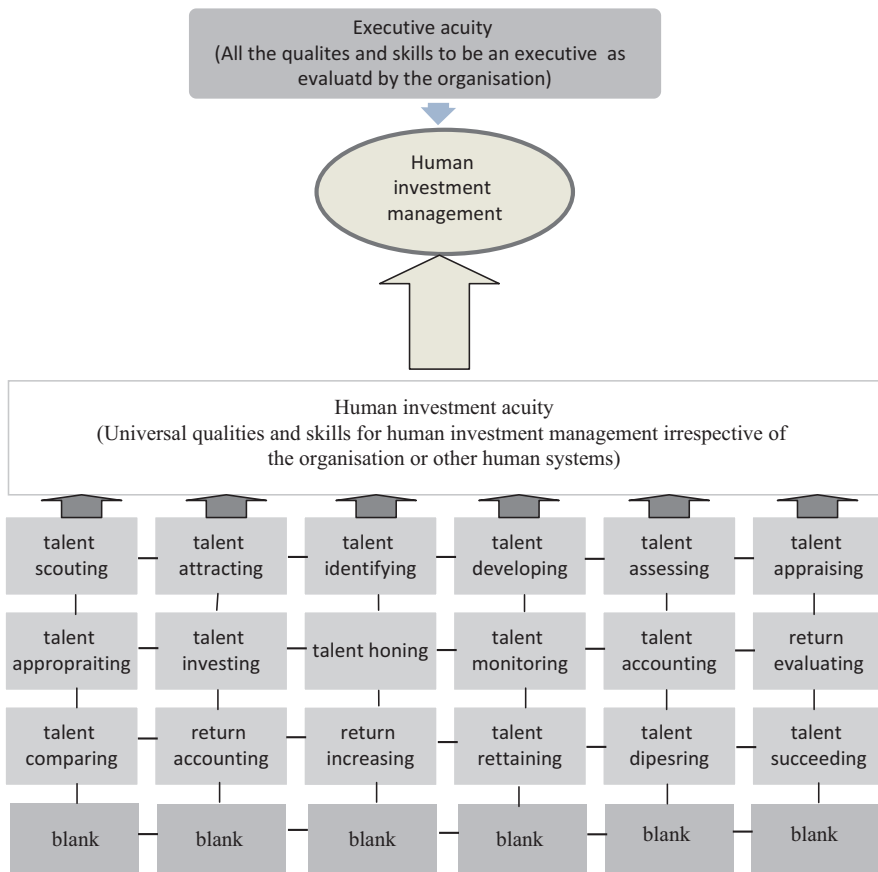 Executive acuity
(All the qualites and skills to be an executive as
evaluatd by the organisation)
Human
investment
management
Human investment acuity
(Universal qualities and skills for human investment management irrespective of
the organisation or other human systems)
talent
scouting
talent
attracting
talent
identifying
talent
developing
talent
assessing
talent
appraising
talent
appropraiting
talent
investing
talent honing
talent
monitoring
talent
accounting
return
evaluating
talent
comparing
return
accounting
return
increasing
talent
rettaining
talent
dipesring
talent
succeeding
blank
blank
blank
blank
blank
blank